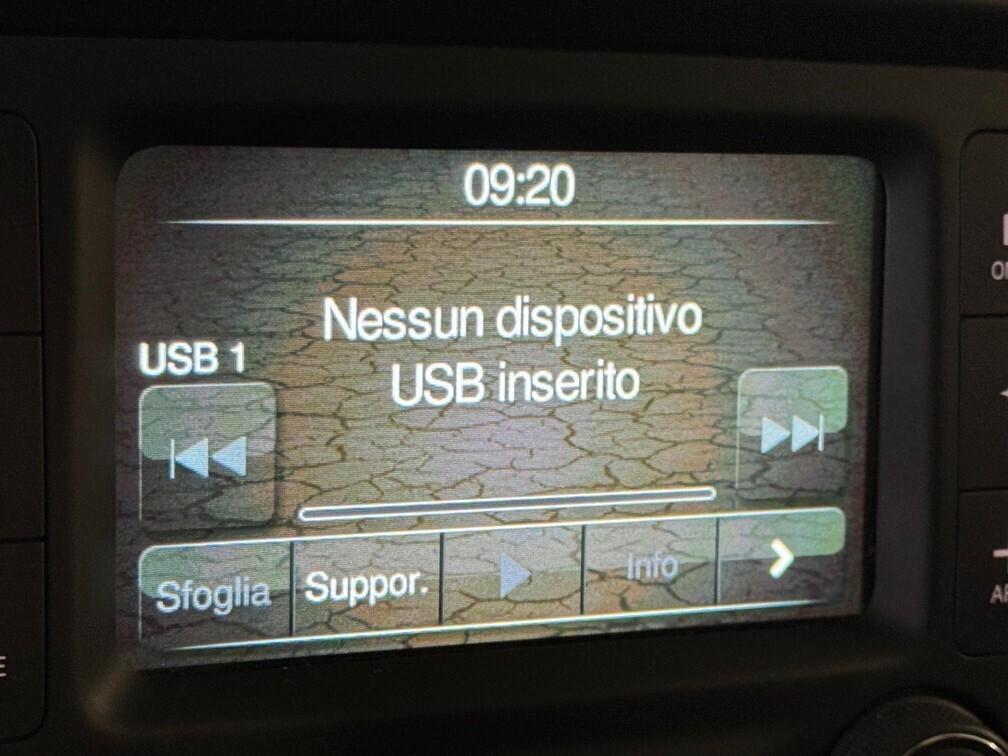 09:20
Nessun dispositivo
USB inserito
USB 1
Sfoglia Suppor. Info